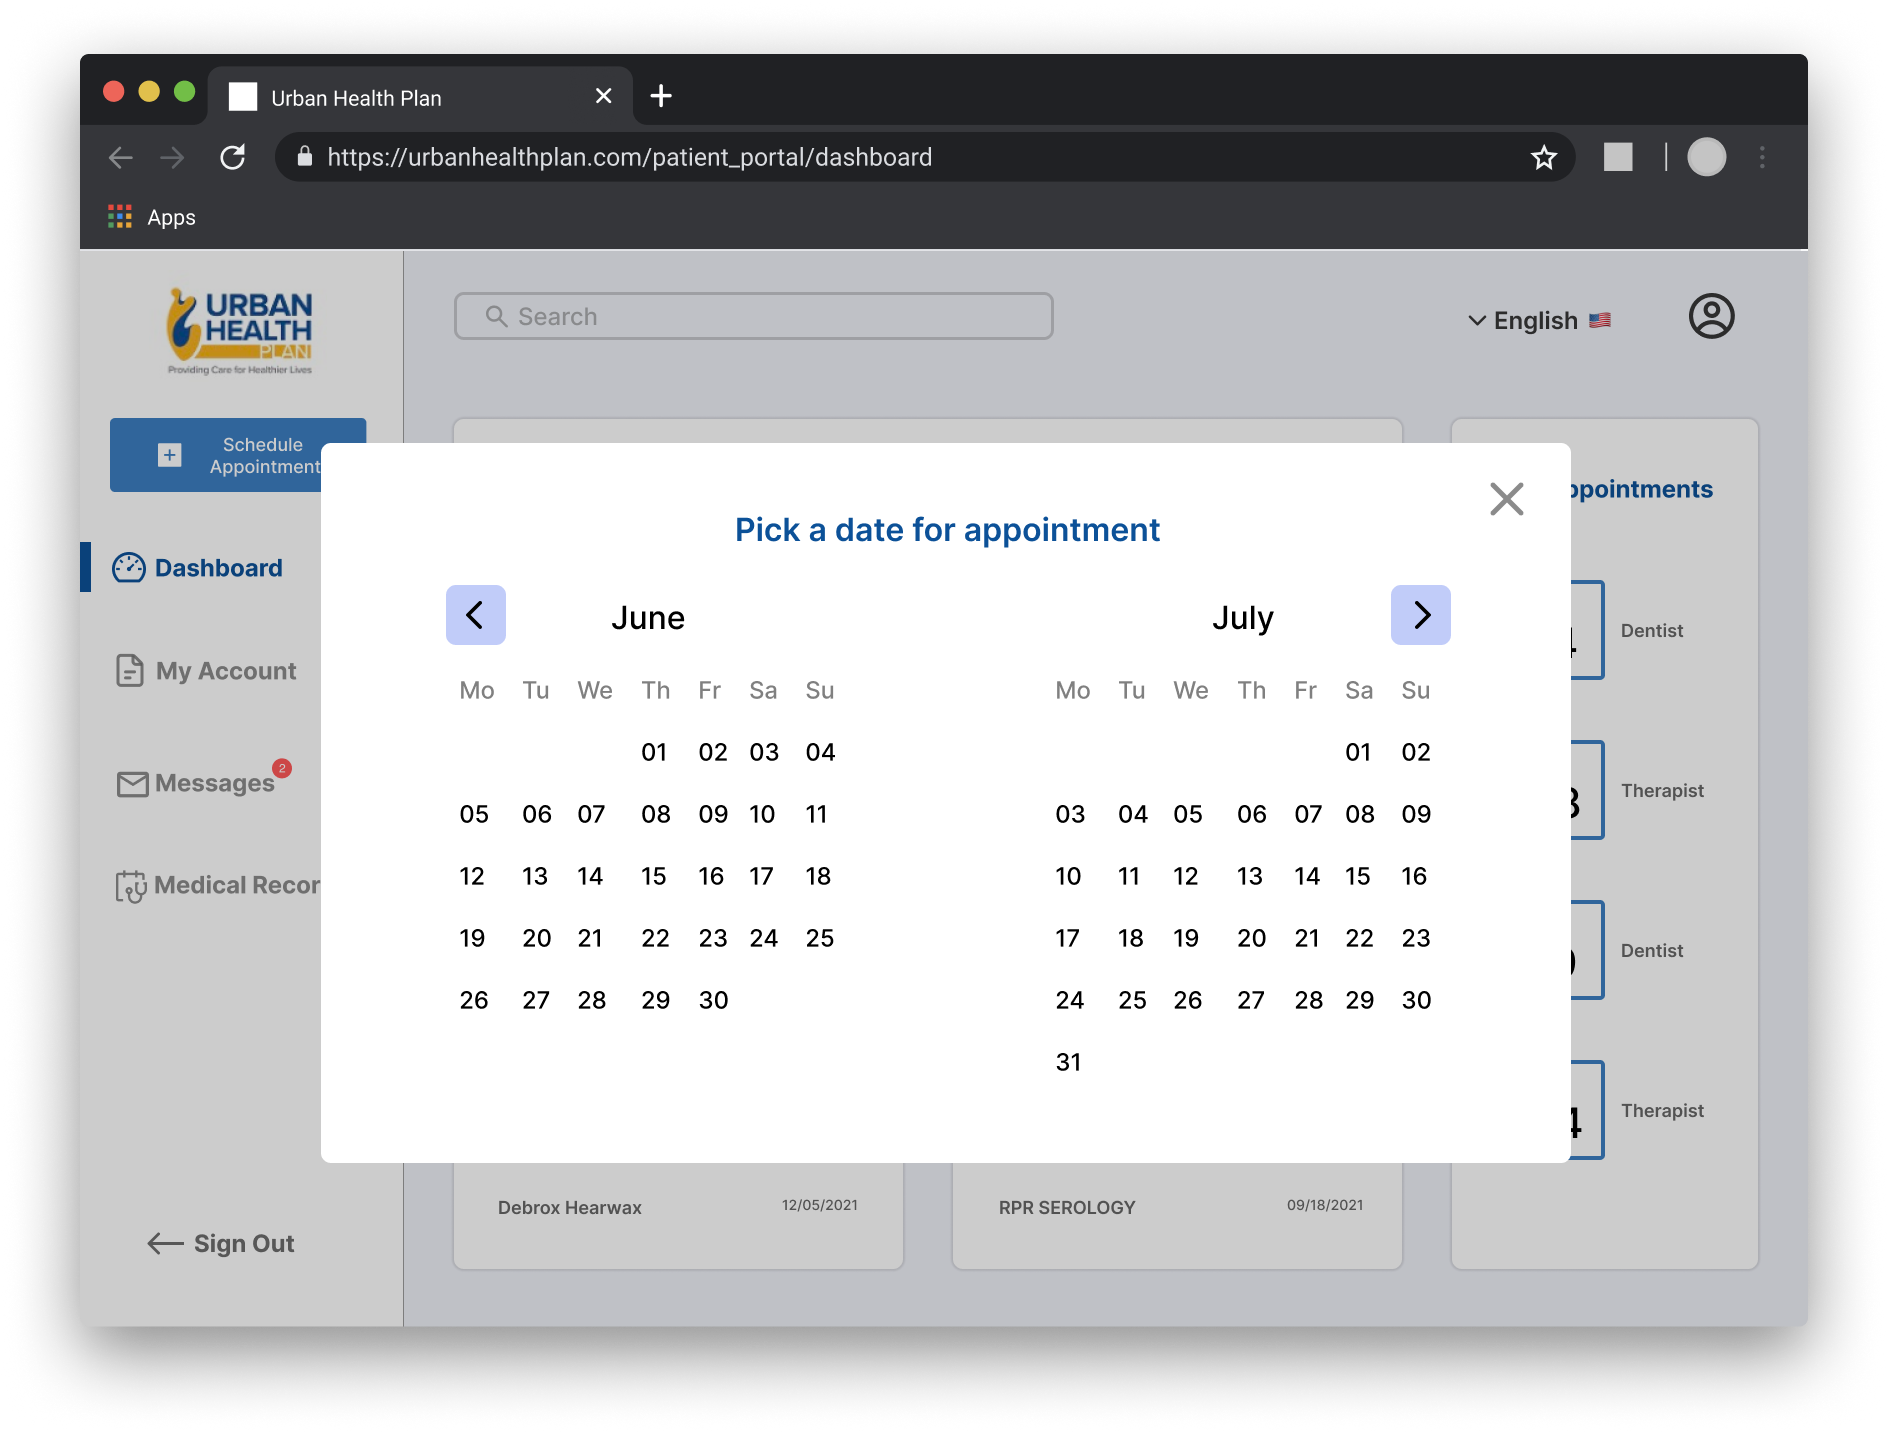 Urban Health Plan
https://urbanhealthplan.com/patient_portal/dashboard
Apps
URBAN
HEALTH
PLAN
Providing Care for Healthier Lives
Search
English
Schedule
Appointment
Dashboard
My Account
Messages
2
Medical Recor
Sign Out
ppointments
Dentist
Therapist
Dentist
Therapist
Pick a date for appointment
June
Mo Tu We Th Fr Sa Su
01 02 03 04
05 06 07 08 09 10 11
12 13 14 15 16 17 18
19 20 21 22 23 24 25
26 27 28 29 30
July
Mo Tu We Th Fr Sa Su
01 02
03 04 05 06 07 08 09
10 11 12 13 14 15 16
17 18 19 20 21 22 23
24 25 26 27 28 29 30
31
Debrox Hearwax 12/05/2021
RPR SEROLOGY 09/18/2021